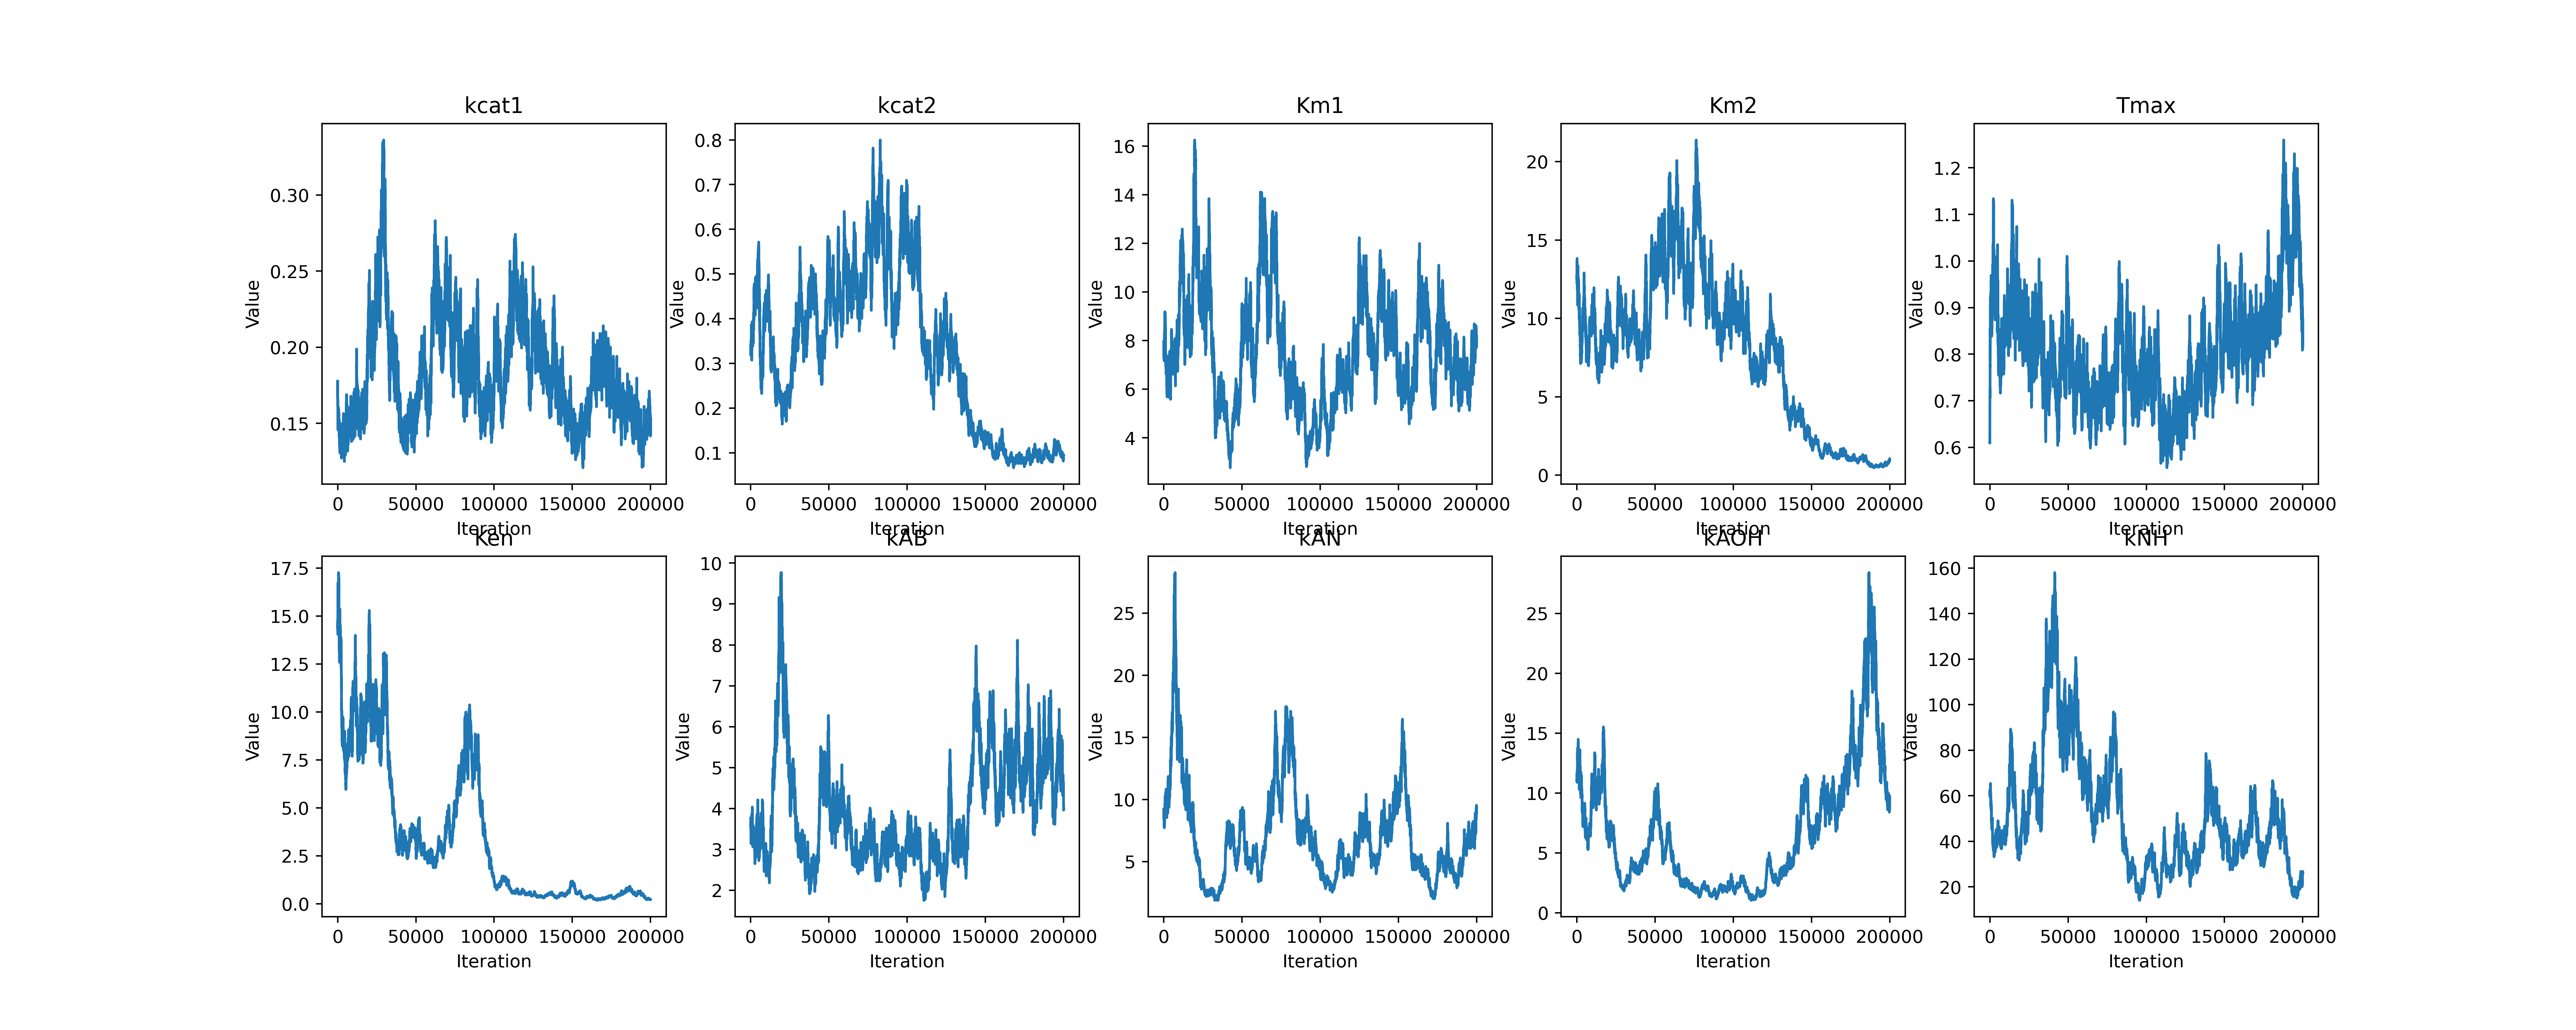 kcat1
kcat2
Km1
Km2
Tmax
Value
0.30
0.25
0.20
0.15
0 50000 100000 150000 200000
Iteration
Value
0.8
0.7
0.6
0.5
0.4
0.3
0.2
0.1
0 50000 100000 150000 200000
Iteration
Value
16
14
12
10
8
6
4
0 50000 100000 150000 200000
Iteration
Value
20
15
10
5
0
0 50000 100000 150000 200000
Iteration
Value
1.2
1.1
1.0
0.9
0.8
0.7
0.6
0 50000 100000 150000 200000
Iteration
Ken
kAB
kAN
kAOH
kNH
Value
17.5
15.0
12.5
10.0
7.5
5.0
2.5
0.0
0 50000 100000 150000 200000
Iteration
Value
10
9
8
7
6
5
4
3
2
0 50000 100000 150000 200000
Iteration
Value
25
20
15
10
5
0 50000 100000 150000 200000
Iteration
Value
25
20
15
10
5
0
0 50000 100000 150000 200000
Iteration
Value
160
140
120
100
80
60
40
20
0 50000 100000 150000 200000
Iteration